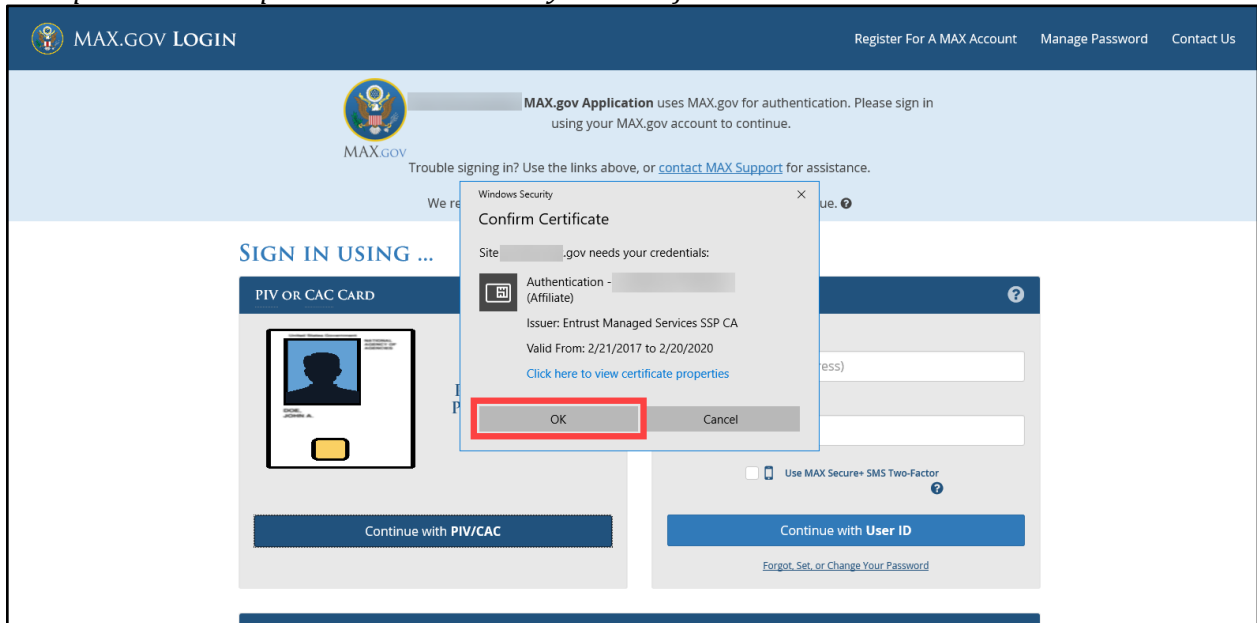 MAX.GOV LOGIN
Register For A MAX Account Manage Password Contact Us
MAX.gov Application uses MAX.gov for authentication. Please sign in
using your MAX.gov account to continue.
MAX.GOV
Trouble signing in? Use the links above, or contact MAX Support for assistance.
We re
ue.
Windows Security
Confirm Certificate
Site .gov needs your credentials:
Authentication -
(Affiliate)
Issuer: Entrust Managed Services SSP CA
Valid From: 2/21/2017 to 2/20/2020
Click here to view certificate properties
OK Cancel
SIGN IN USING ...
PIV OR CAC CARD
DOE,
JOHN A.
ress)
Use MAX Secure+ SMS Two-Factor
Continue with PIV/CAC
Continue with User ID
Forgot, Set, or Change Your Password